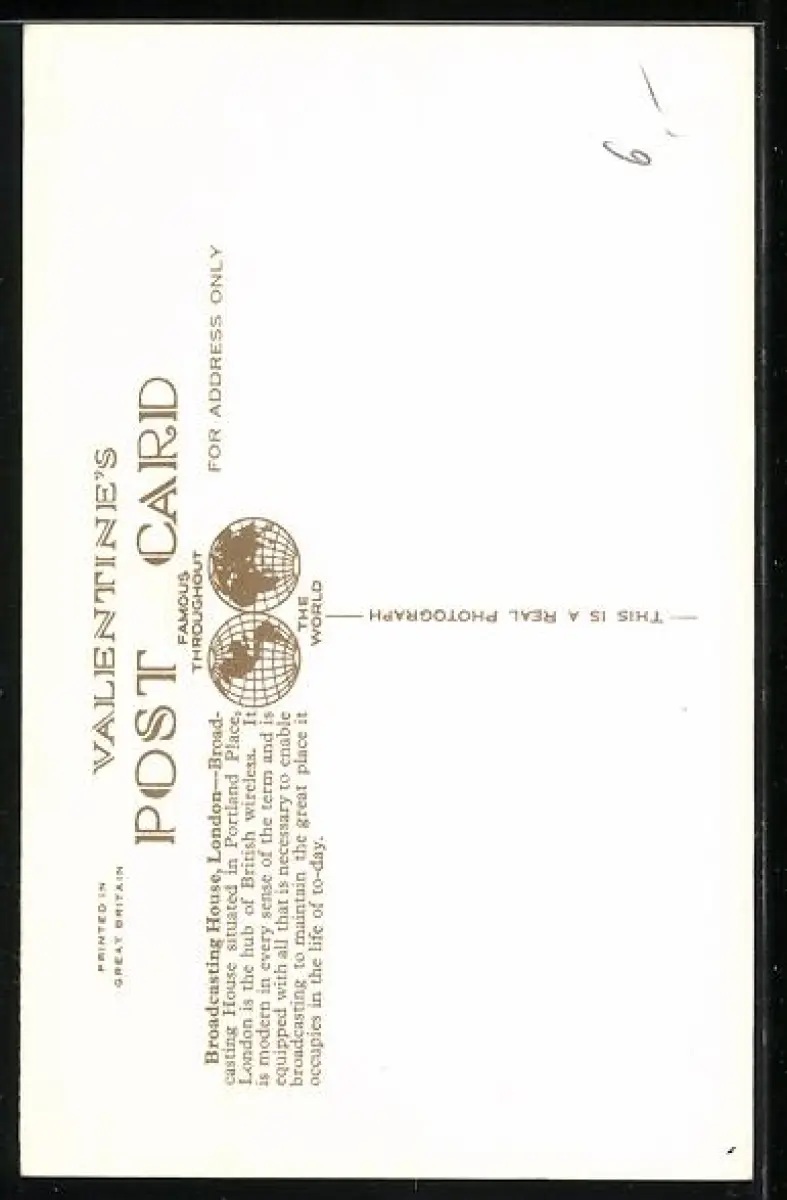 PRINTED IN
GREAT BRITAIN
VALENTINE'S
POST CARD
FAMOUS
THROUGHOUT
THE
WORLD
FOR ADDRESS ONLY
Broadcasting House, London—Broad-
casting House situated in Portland Place,
London is the hub of British wireless. It
is modern in every sense of the term and is
equipped with all that is necessary to enable
broadcasting to maintain the great place it
occupies in the life of to-day.
THIS IS A REAL PHOTOGRAPH
6,-